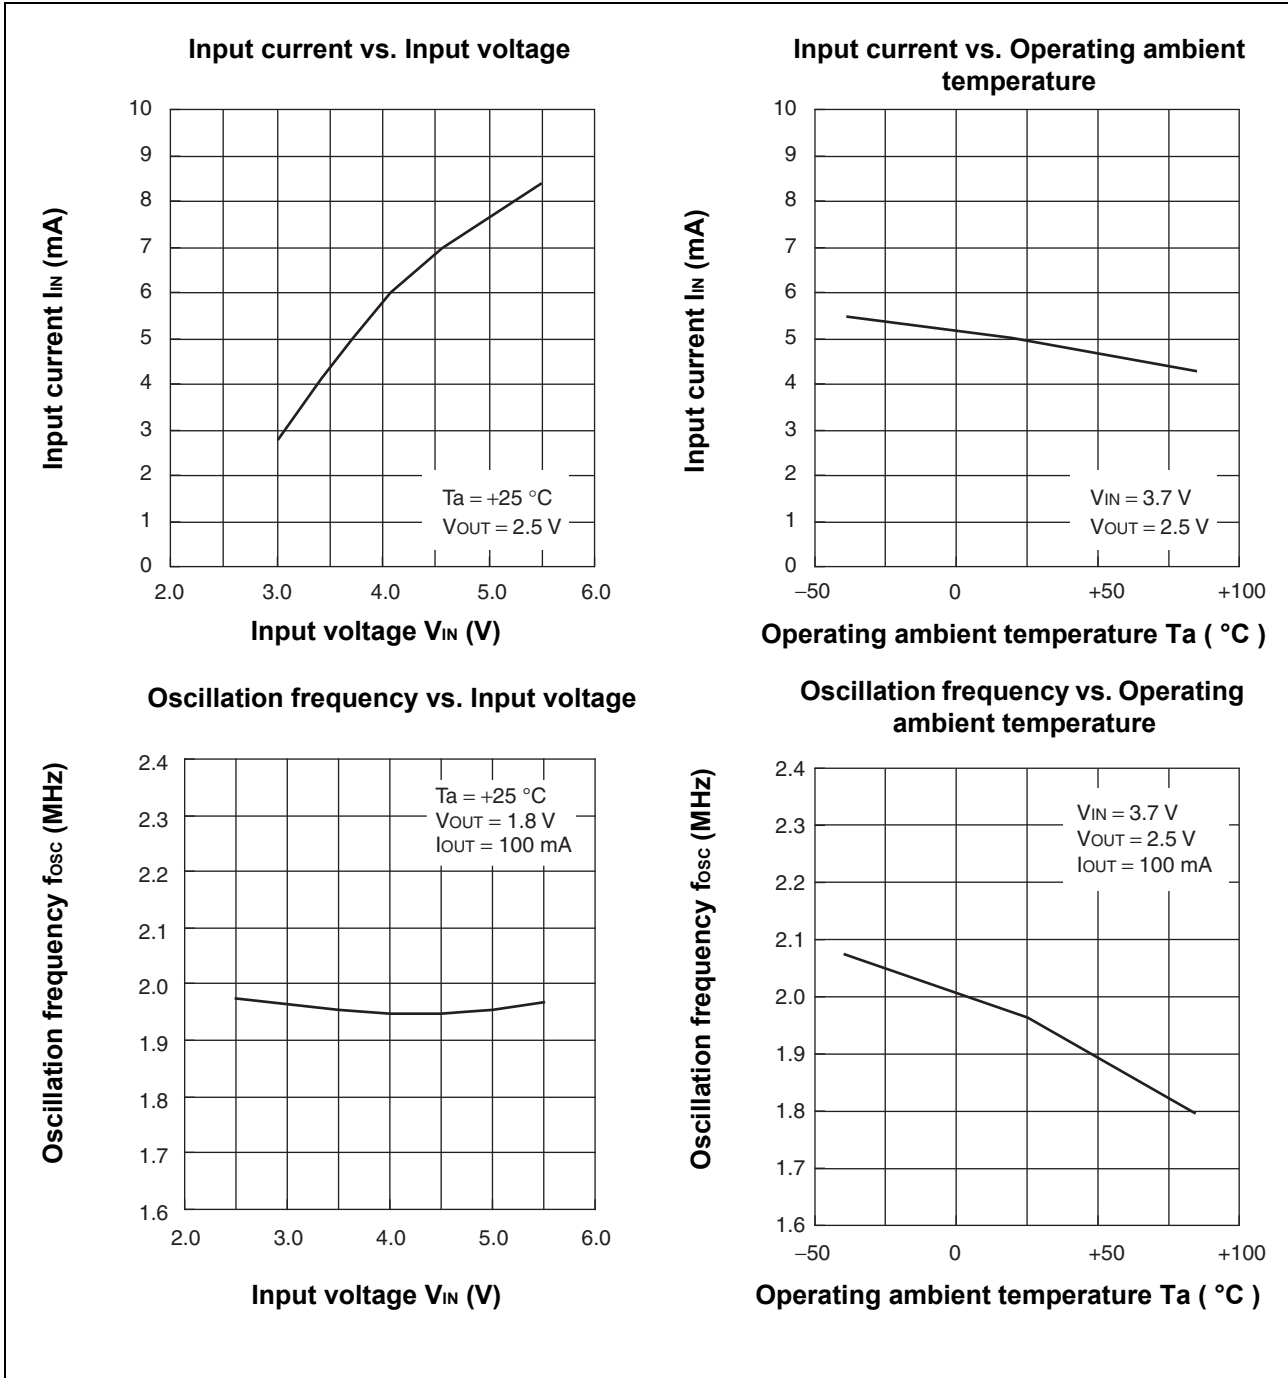 Input current vs. Input voltage
10
9
8
7
6
5
4
3
2
1
0
Input current IIN (mA)
Ta = +25 °C
VOUT = 2.5 V
2.0 3.0 4.0 5.0 6.0
Input voltage VIN (V)
Input current vs. Operating ambient
temperature
10
9
8
7
6
5
4
3
2
1
0
Input current IIN (mA)
VIN = 3.7 V
VOUT = 2.5 V
−50 0 +50 +100
Operating ambient temperature Ta ( °C )
Oscillation frequency vs. Input voltage
2.4
2.3
2.2
2.1
2.0
1.9
1.8
1.7
1.6
Oscillation frequency fosc (MHz)
Ta = +25 °C
VOUT = 1.8 V
IOUT = 100 mA
2.0 3.0 4.0 5.0 6.0
Input voltage VIN (V)
Oscillation frequency vs. Operating
ambient temperature
2.4
2.3
2.2
2.1
2.0
1.9
1.8
1.7
1.6
Oscillation frequency fosc (MHz)
VIN = 3.7 V
VOUT = 2.5 V
IOUT = 100 mA
−50 0 +50 +100
Operating ambient temperature Ta ( °C )